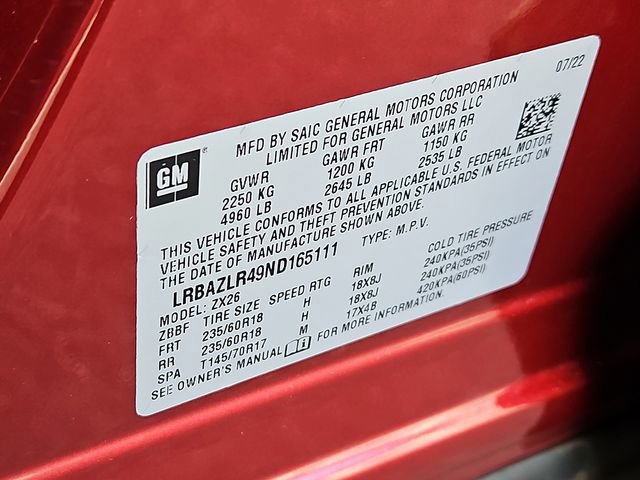 07/22
GM
MFD BY SAIC GENERAL MOTORS CORPORATION
LIMITED FOR GENERAL MOTORS LLC
GVWR GAWR FRT GAWR RR
2250 KG 1200 KG 1150 KG
4960 LB 2645 LB 2535 LB
THIS VEHICLE CONFORMS TO ALL APPLICABLE U.S. FEDERAL MOTOR
VEHICLE SAFETY AND THEFT PREVENTION STANDARDS IN EFFECT ON
THE DATE OF MANUFACTURE SHOWN ABOVE.
LRBAZLR49ND165111 TYPE: M.P.V.
MODEL: ZX26
ZBBF TIRE SIZE SPEED RTG RIM COLD TIRE PRESSURE
FRT 235/60R18 H 18X8J 240KPA(35PSI)
RR 235/60R18 H 18X8J 240KPA(35PSI)
SPA T145/70R17 M 17X4B 420KPA(60PSI)
SEE OWNER'S MANUAL FOR MORE INFORMATION.